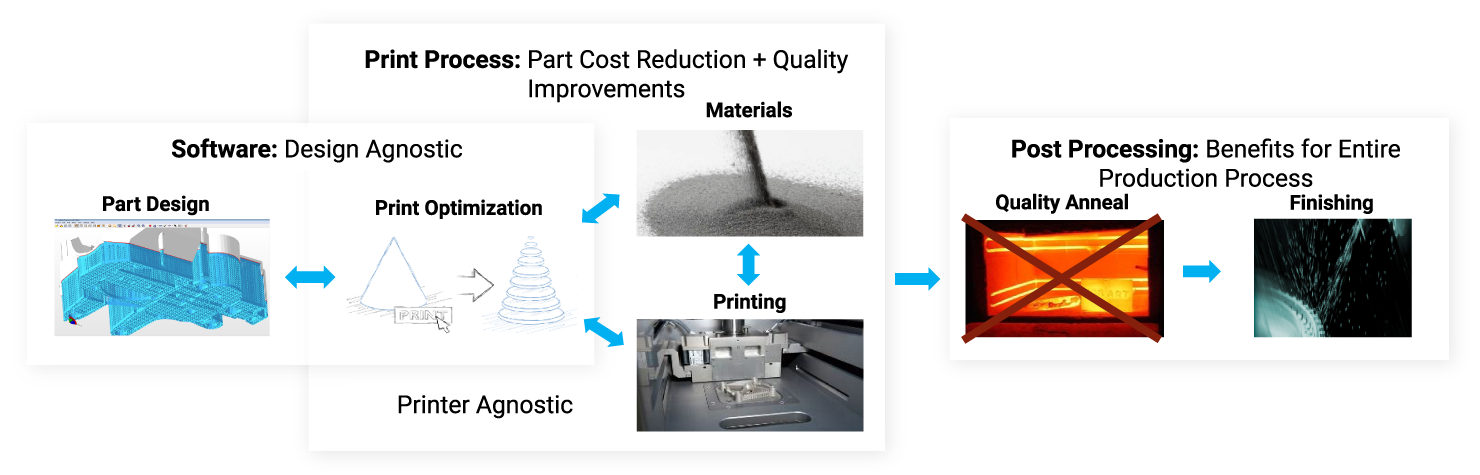 Print Process: Part Cost Reduction + Quality
Improvements
Materials
Software: Design Agnostic
Part Design
Print Optimization
PRINT
Printing
Printer Agnostic
Post Processing: Benefits for Entire
Production Process
Quality Anneal
Finishing